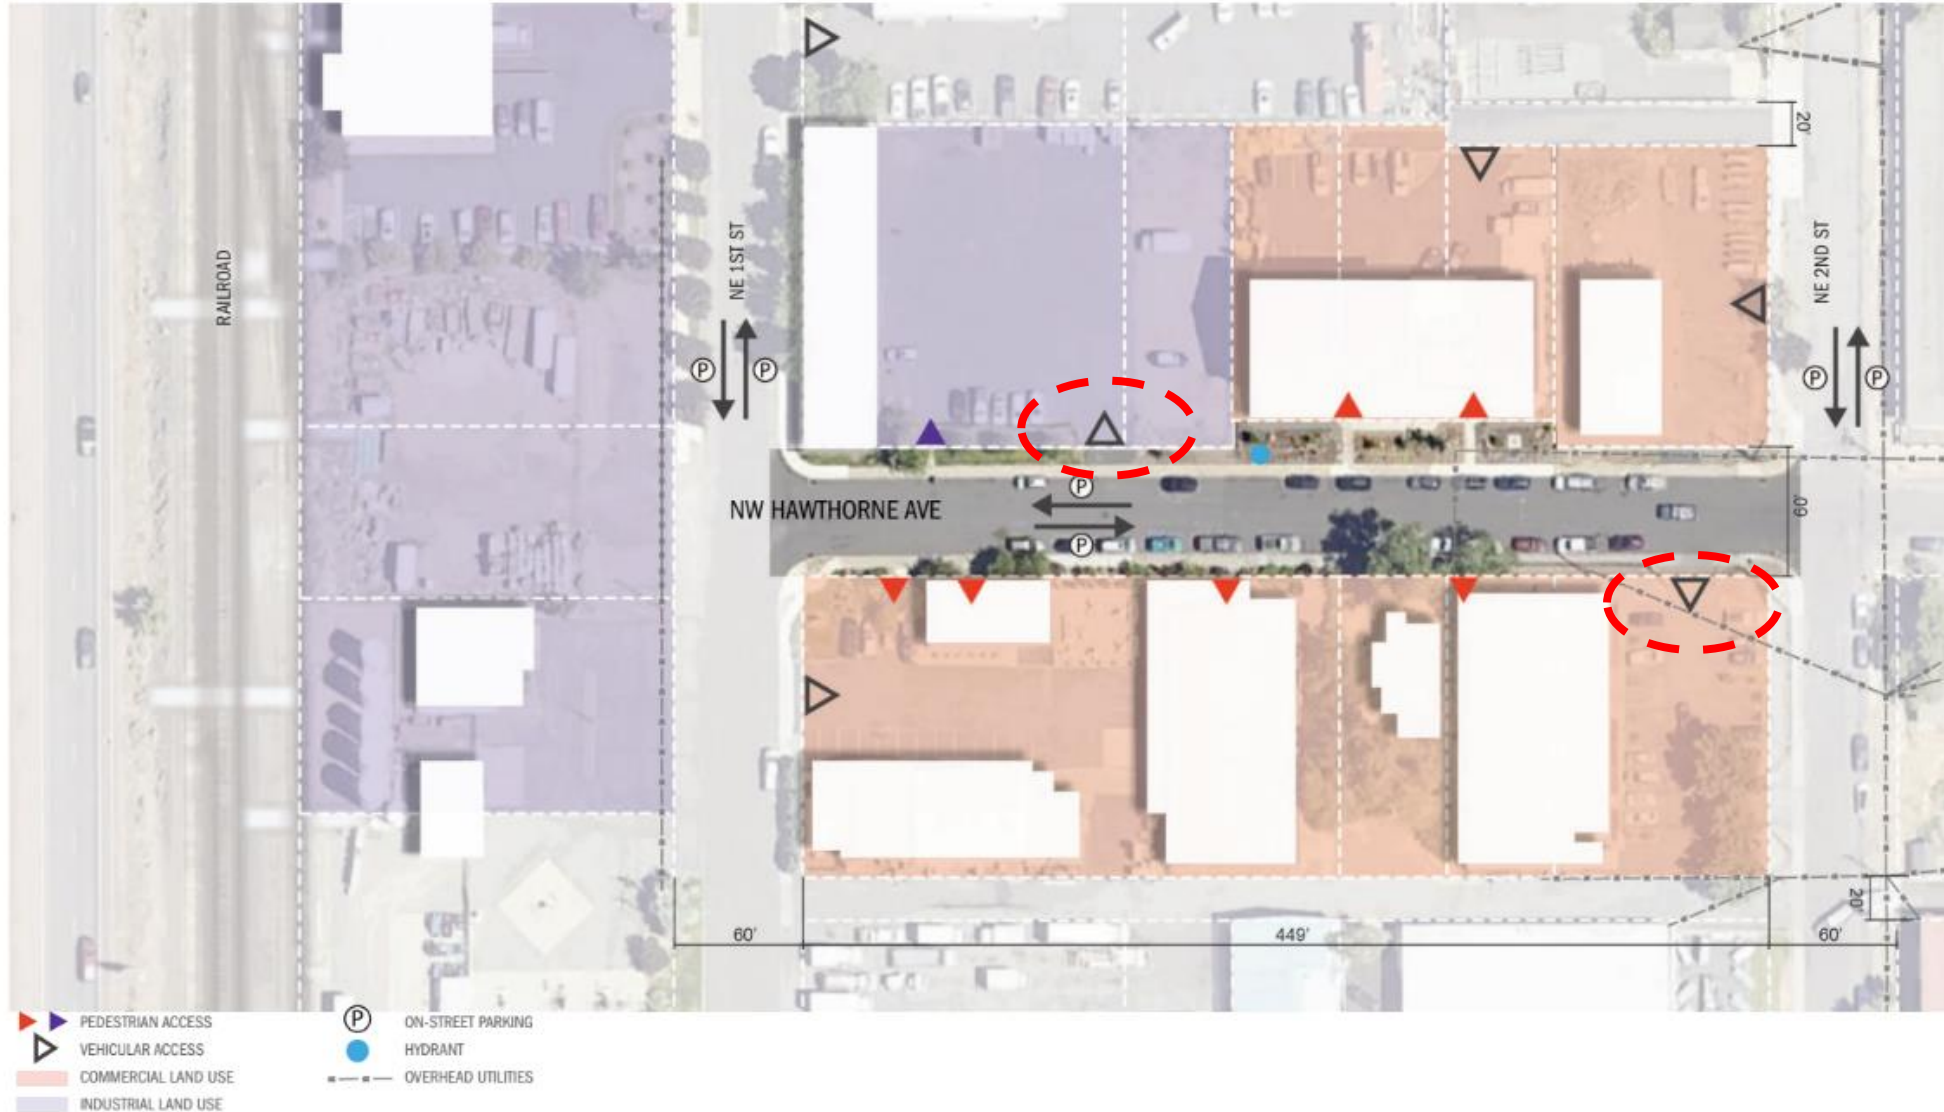 20'
RAILROAD
NE 1ST ST
NE 2ND ST
P
P
P
P
P
NW HAWTHORNE AVE
60'
P
20'
60'
449'
60'
PEDESTRIAN ACCESS
VEHICULAR ACCESS
COMMERCIAL LAND USE
INDUSTRIAL LAND USE
P ON-STREET PARKING
HYDRANT
OVERHEAD UTILITIES